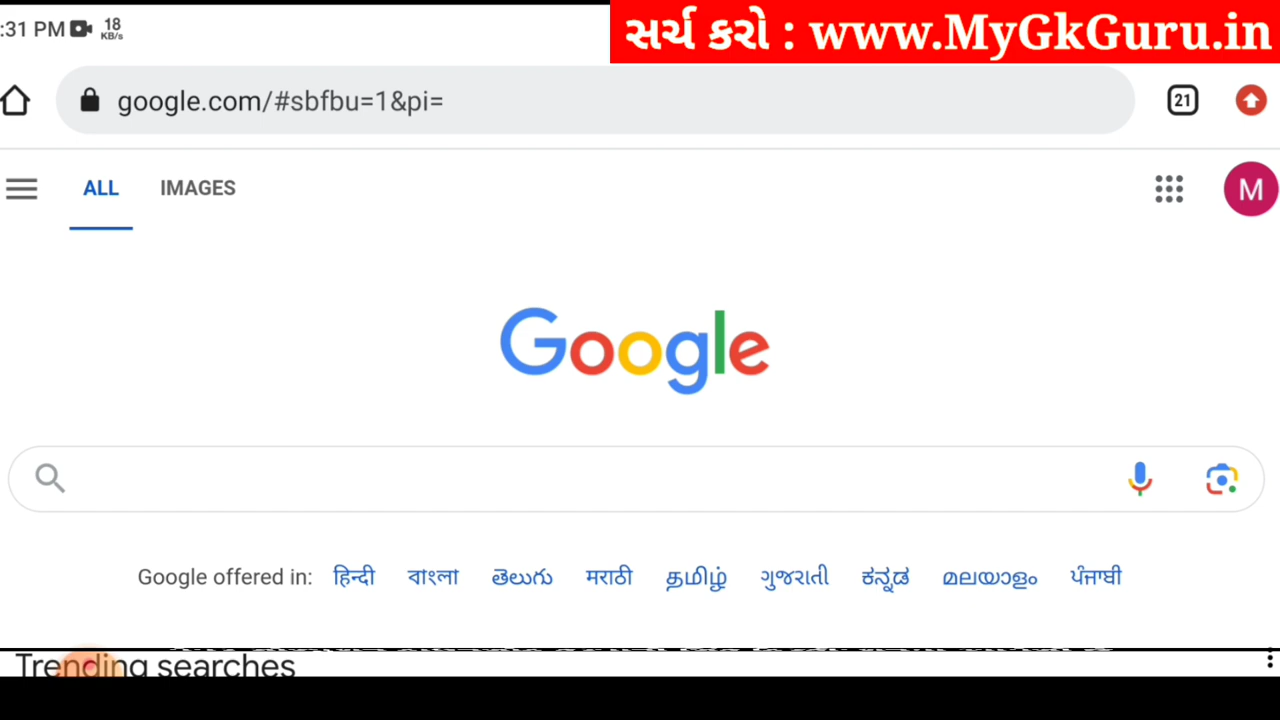 :31 PM 18 KB/s
સર્ચ કરો : www.MyGkGuru.in
google.com/#sbfbu=1&pi=
21
ALL IMAGES
M
Google
Google offered in: हिन्दी বাংলা తెలుగు मराठी தமிழ் ગુજરાતી ಕನ್ನಡ മലയാളം ਪੰਜਾਬੀ
Trending searches